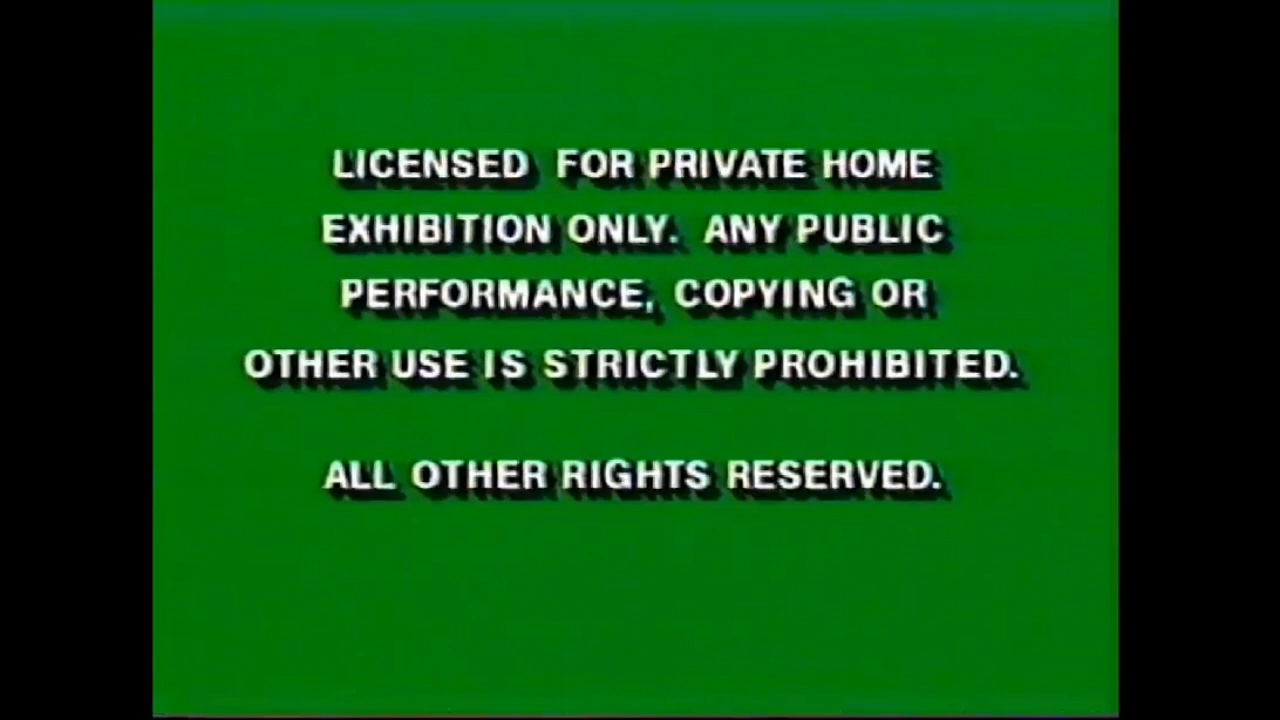 LICENSED FOR PRIVATE HOME
EXHIBITION ONLY. ANY PUBLIC
PERFORMANCE, COPYING OR
OTHER USE IS STRICTLY PROHIBITED.
ALL OTHER RIGHTS RESERVED.